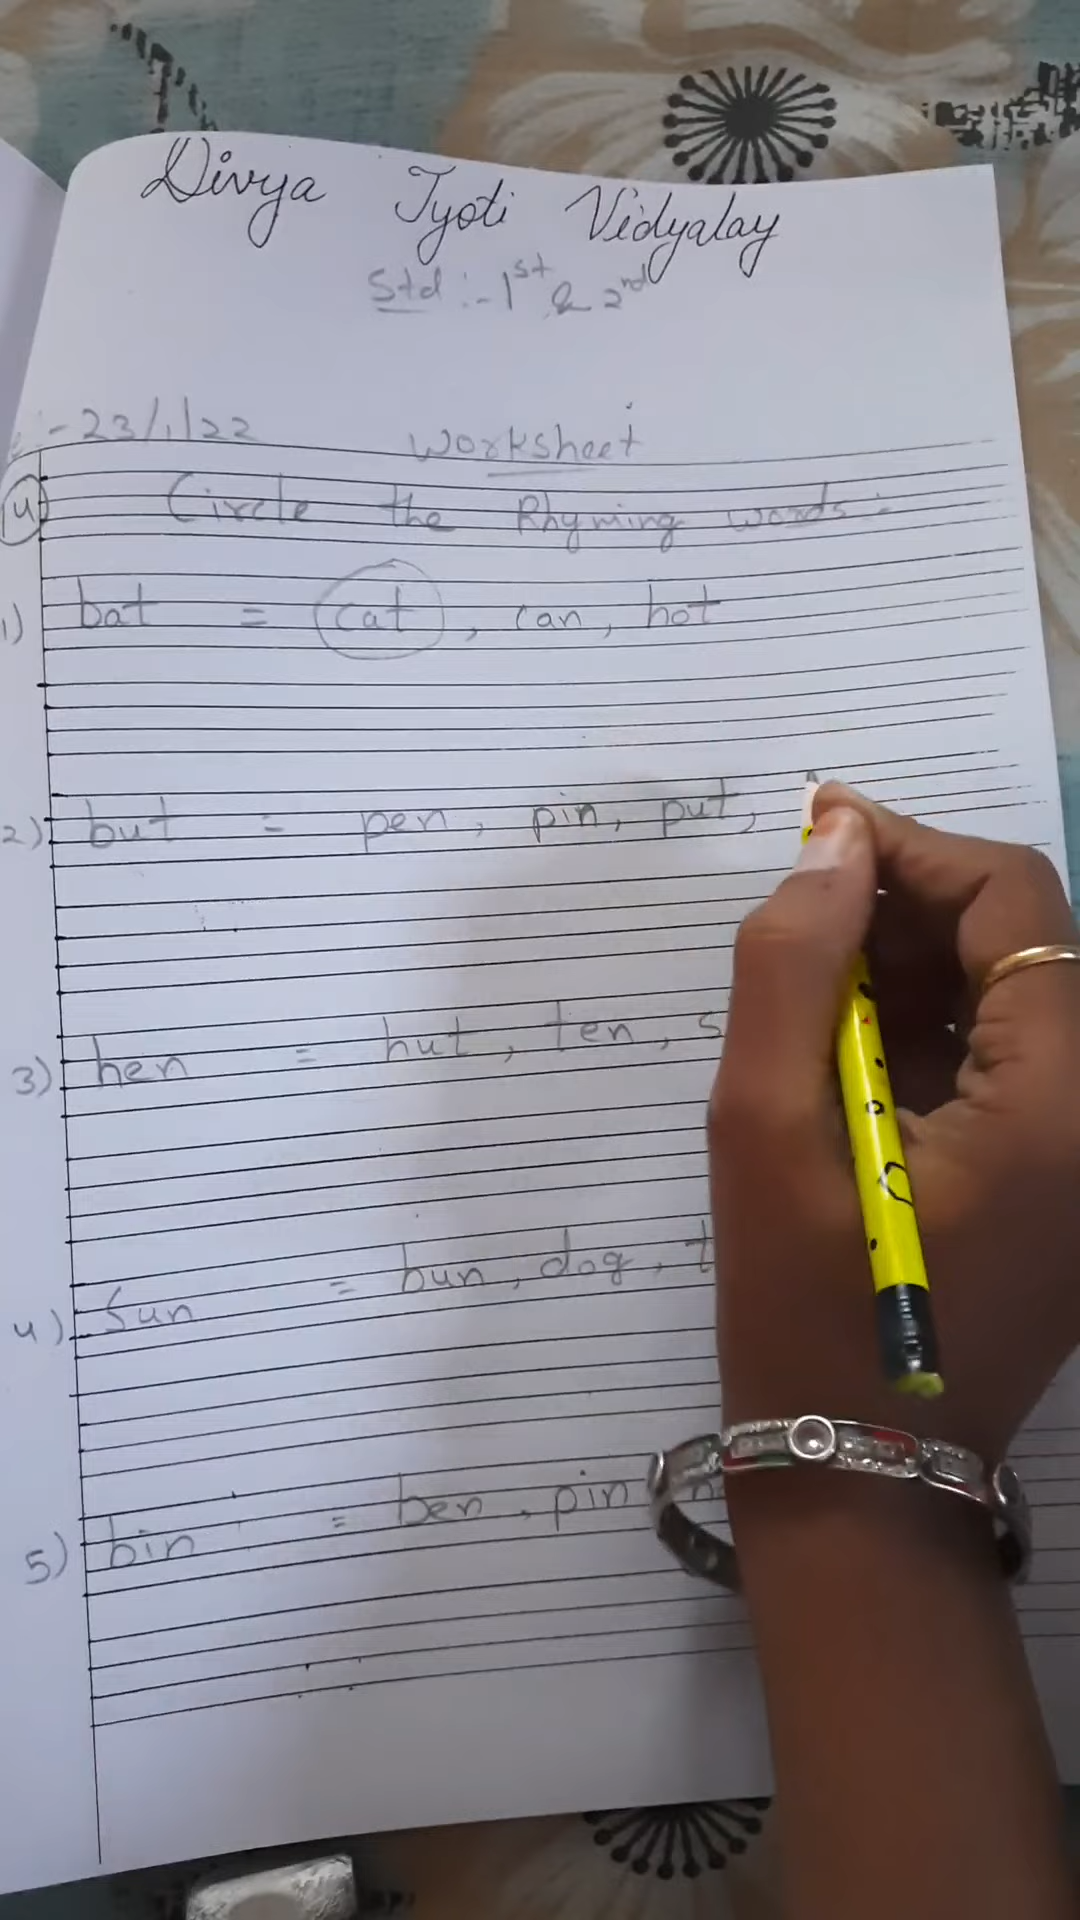 Divya Jyoti Vidyalay
Std :- 1st & 2nd
:- 23/1/22
Worksheet
Circle the Rhyming words :-
1) bat = cat, can, hot
2) but = pen, pin, put,
3) hen = hut, ten, s
4) Sun = bun, dog, t
5) bin = ben, pin